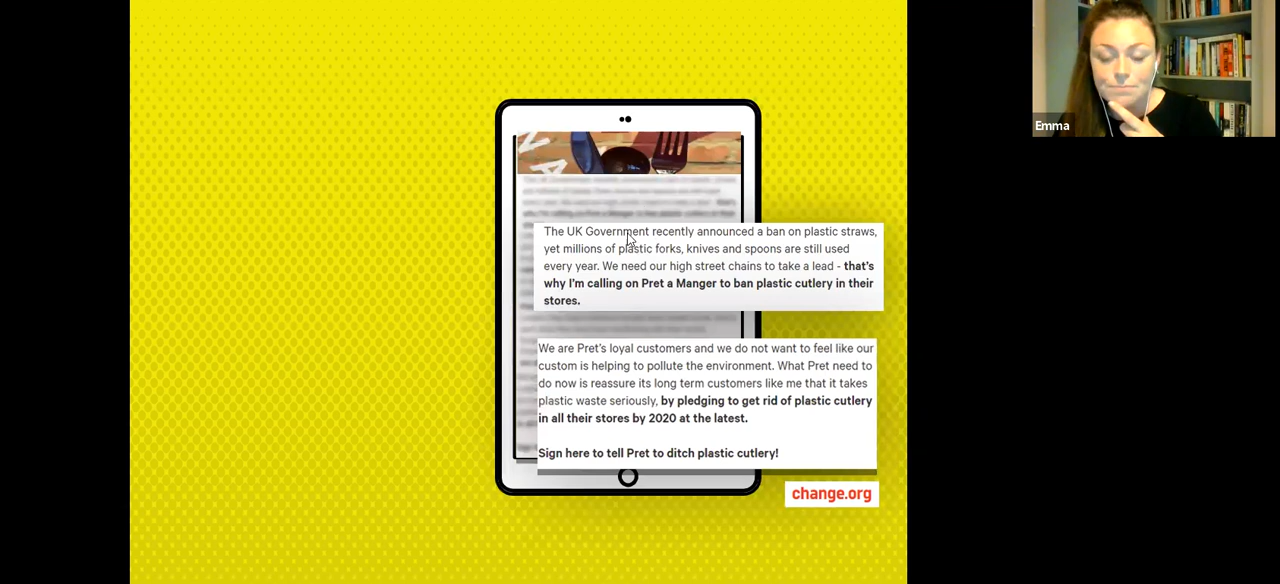 The UK Government recently announced a ban on plastic straws,
yet millions of plastic forks, knives and spoons are still used
every year. We need our high street chains to take a lead - that's
why I'm calling on Pret a Manger to ban plastic cutlery in their
stores.
We are Pret's loyal customers and we do not want to feel like our
custom is helping to pollute the environment. What Pret need to
do now is reassure its long term customers like me that it takes
plastic waste seriously, by pledging to get rid of plastic cutlery
in all their stores by 2020 at the latest.
Sign here to tell Pret to ditch plastic cutlery!
change.org
Emma